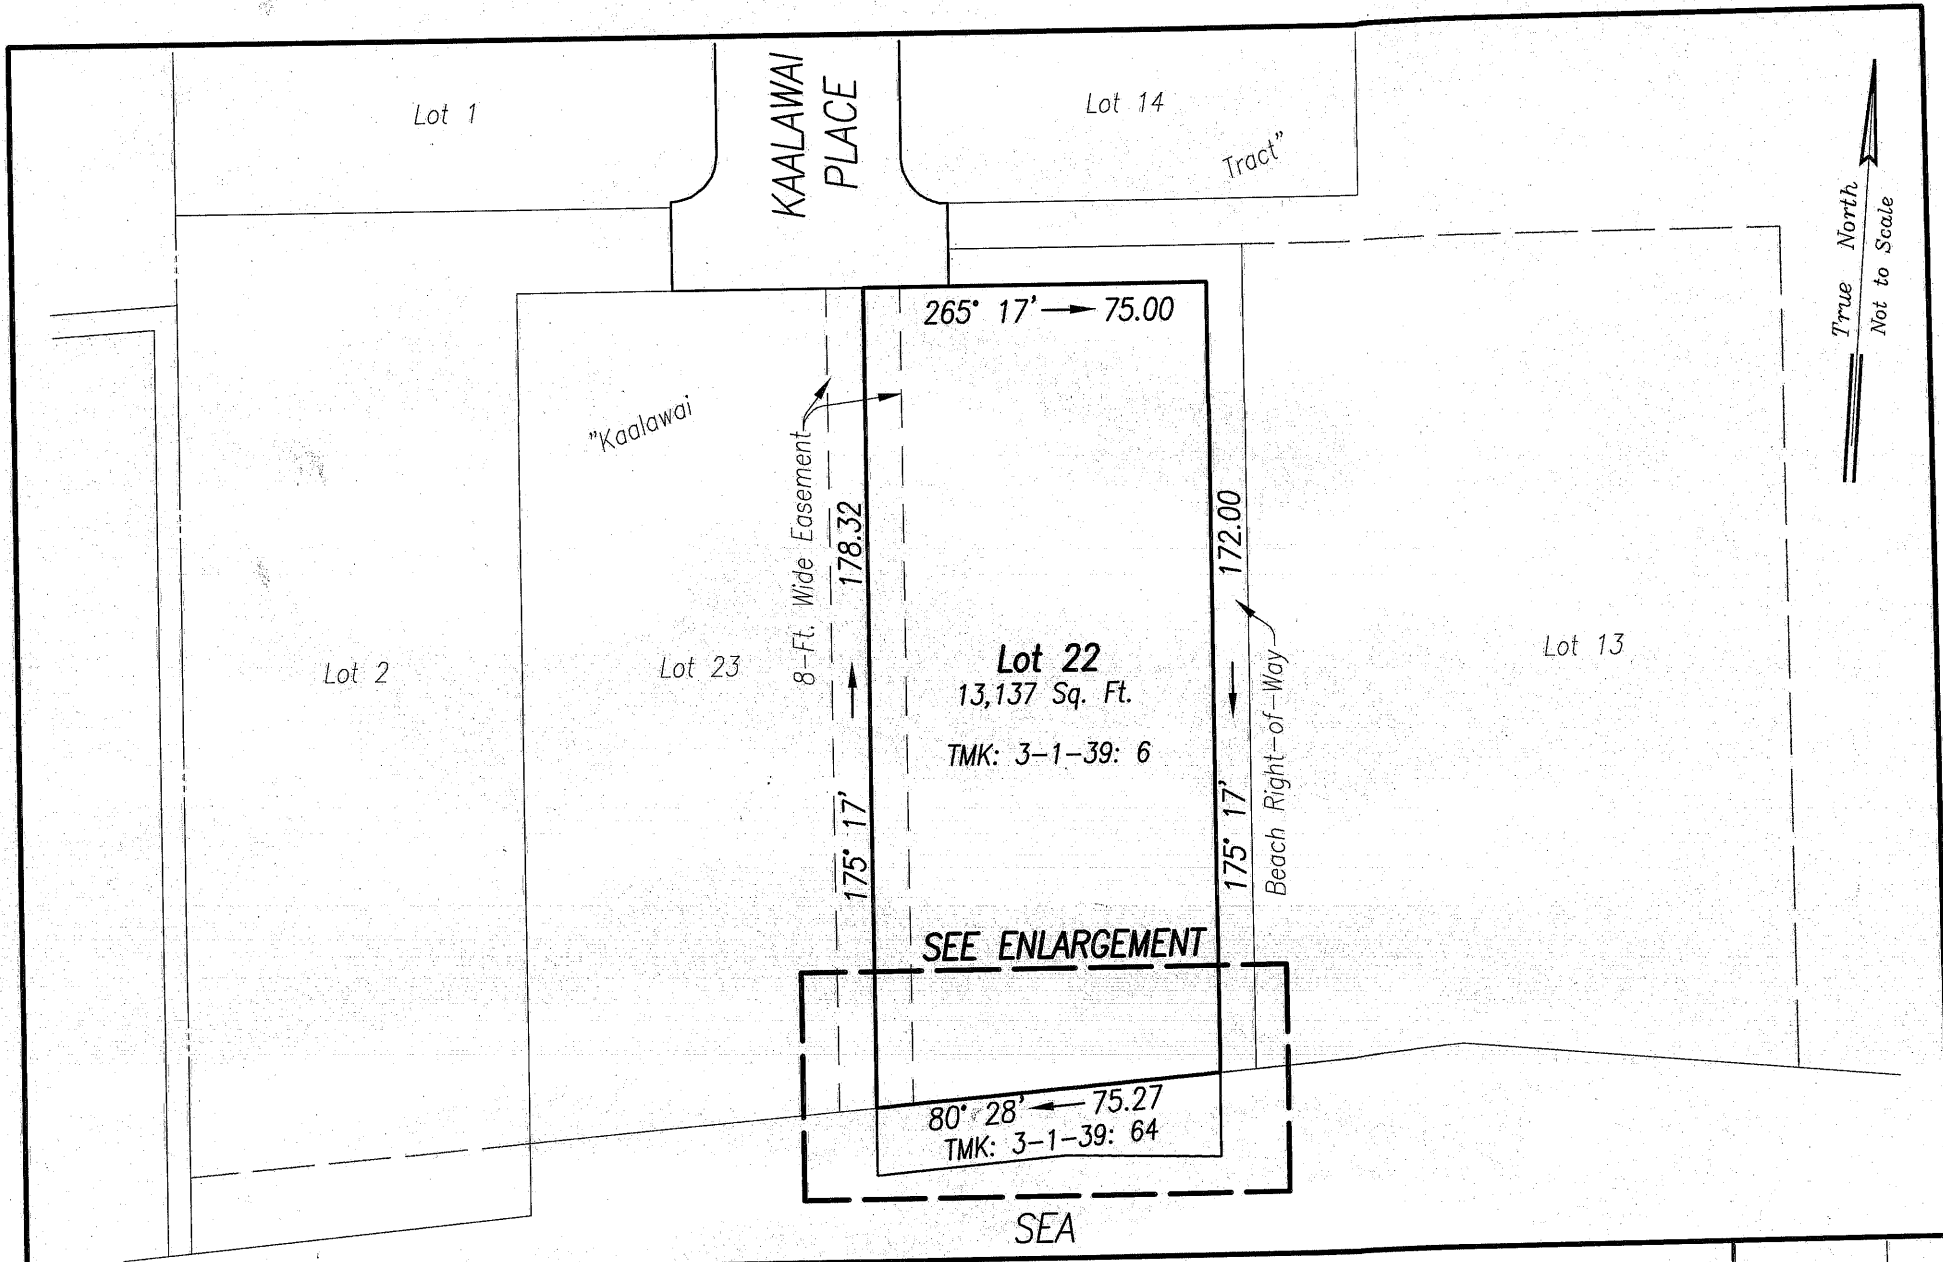 KAALAWAI
PLACE
Lot 1
Lot 14
Tract"
True North
Not to Scale
265° 17' 75.00
"Kaalawai
8-Ft. Wide Easement
178.32
175° 17'
172.00
175° 17'
Beach Right-of-Way
Lot 2
Lot 23
Lot 22
13,137 Sq. Ft.
TMK: 3-1-39: 6
Lot 13
SEE ENLARGEMENT
80° 28' 75.27
TMK: 3-1-39: 64
SEA